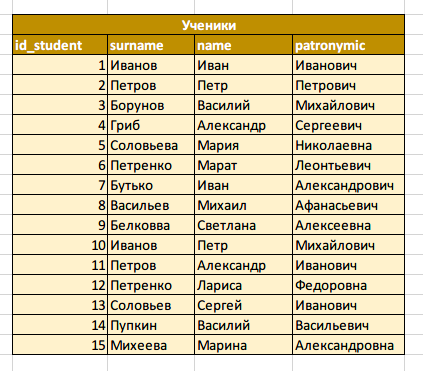 Ученики
id_student surname name patronymic
1 Иванов Иван Иванович
2 Петров Петр Петрович
3 Борунов Василий Михайлович
4 Гриб Александр Сергеевич
5 Соловьева Мария Николаевна
6 Петренко Марат Леонтьевич
7 Бутько Иван Александрович
8 Васильев Михаил Афанасьевич
9 Белковва Светлана Алексеевна
10 Иванов Петр Михайлович
11 Петров Александр Иванович
12 Петренко Лариса Федоровна
13 Соловьев Сергей Иванович
14 Пупкин Василий Васильевич
15 Михеева Марина Александровна